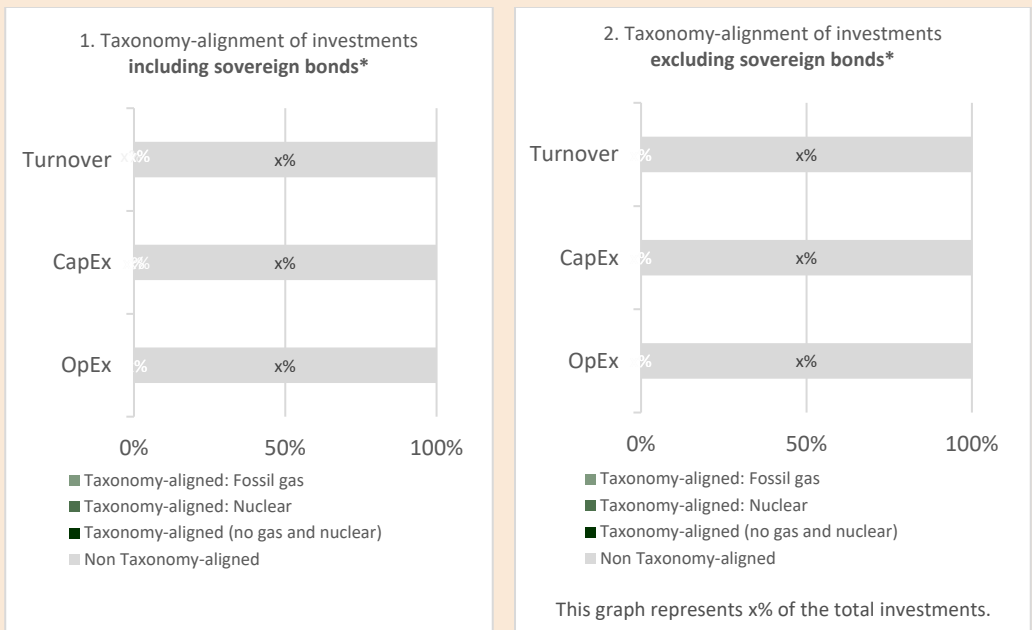 1. Taxonomy-alignment of investments
including sovereign bonds*
Turnover
x%
CapEx
x%
OpEx
%
x%
0%
50%
100%
Taxonomy-aligned: Fossil gas
Taxonomy-aligned: Nuclear
Taxonomy-aligned (no gas and nuclear)
Non Taxonomy-aligned
2. Taxonomy-alignment of investments
excluding sovereign bonds*
Turnover
%
x%
CapEx
%
x%
OpEx
%
x%
0%
50%
100%
Taxonomy-aligned: Fossil gas
Taxonomy-aligned: Nuclear
Taxonomy-aligned (no gas and nuclear)
Non Taxonomy-aligned
This graph represents x% of the total investments.